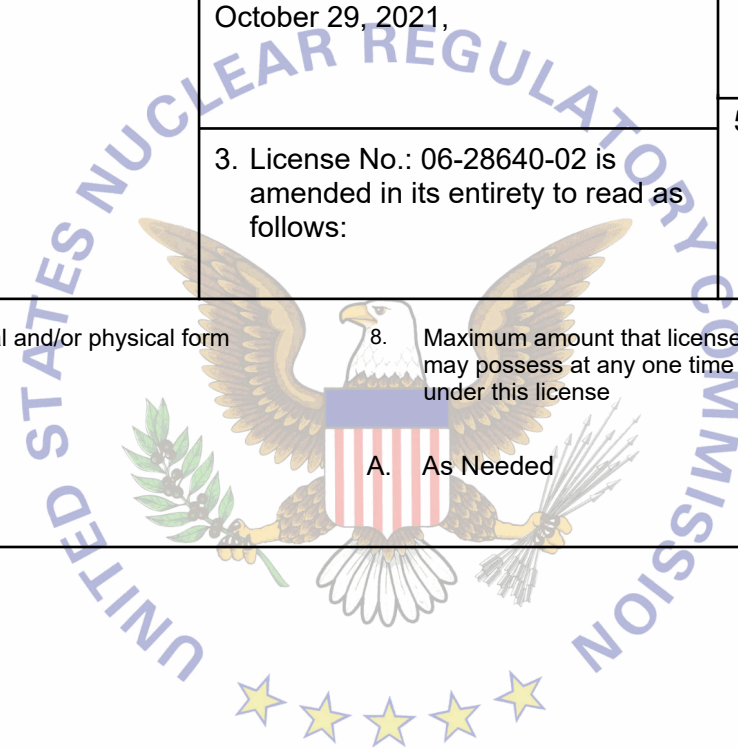 October 29, 2021,
3. License No.: 06-28640-02 is
amended in its entirety to read as
follows:
and/or physical form
8. Maximum amount that license
may possess at any one time
under this license
A. As Needed
UNITED STATES NUCLEAR REGULATORY COMMISSION